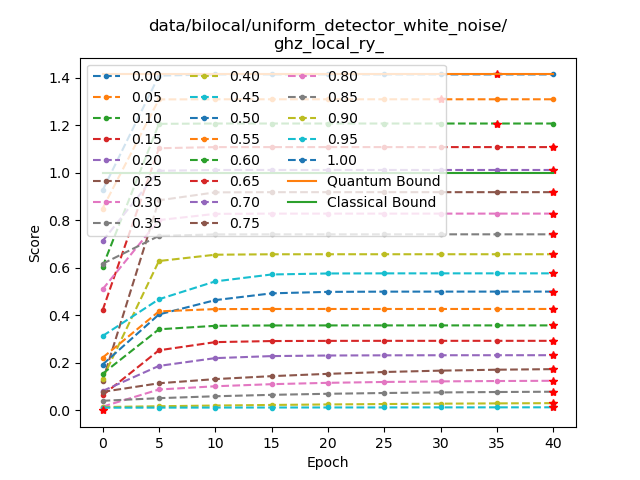 data/bilocal/uniform_detector_white_noise/
ghz_local_ry_
Score
1.4
1.2
1.0
0.8
0.6
0.4
0.2
0.0
0.00 0.40 0.80
0.05 0.45 0.85
0.10 0.50 0.90
0.15 0.55 0.95
0.20 0.60 1.00
0.25 0.65 Quantum Bound
0.30 0.70 Classical Bound
0.35 0.75
0 5 10 15 20 25 30 35 40
Epoch